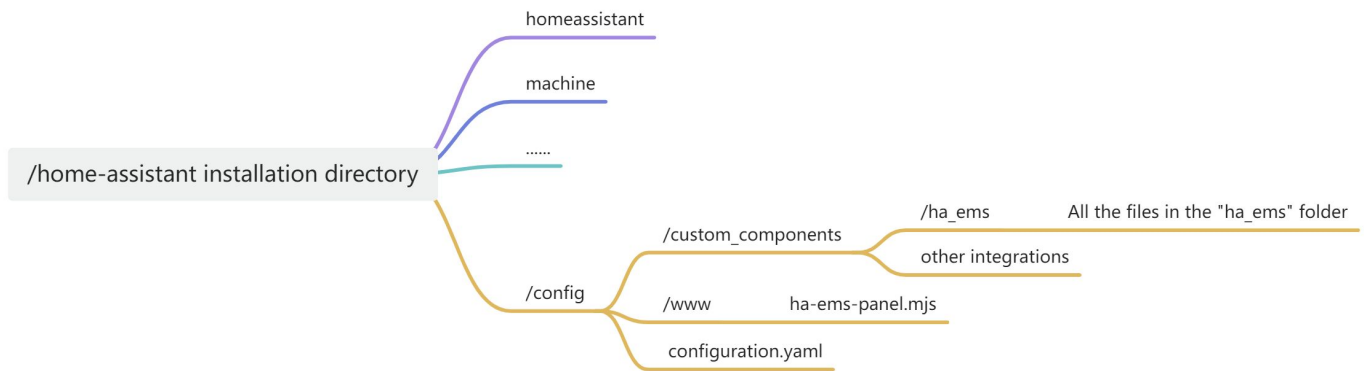 homeassistant
machine
......
/home-assistant installation directory
/ha_ems
All the files in the "ha_ems" folder
/custom_components
other integrations
/config
/www
ha-ems-panel.mjs
configuration.yaml